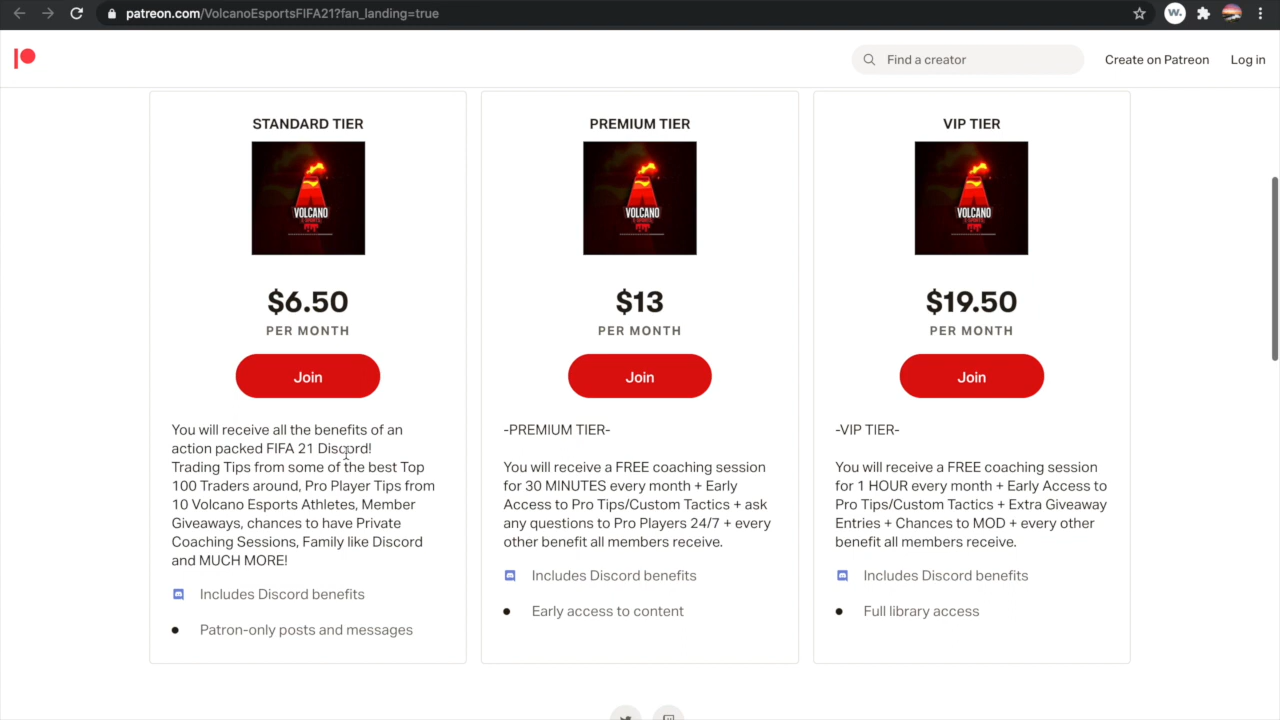 patreon.com/VolcanoEsportsFIFA21?fan_landing=true
W.
Find a creator
Create on Patreon
Log in
STANDARD TIER
VOLCANO
$6.50
PER MONTH
Join
You will receive all the benefits of an
action packed FIFA 21 Discord!
Trading Tips from some of the best Top
100 Traders around, Pro Player Tips from
10 Volcano Esports Athletes, Member
Giveaways, chances to have Private
Coaching Sessions, Family like Discord
and MUCH MORE!
Includes Discord benefits
Patron-only posts and messages
PREMIUM TIER
VOLCANO
$13
PER MONTH
Join
-PREMIUM TIER-
You will receive a FREE coaching session
for 30 MINUTES every month + Early
Access to Pro Tips/Custom Tactics + ask
any questions to Pro Players 24/7 + every
other benefit all members receive.
Includes Discord benefits
Early access to content
VIP TIER
VOLCANO
$19.50
PER MONTH
Join
-VIP TIER-
You will receive a FREE coaching session
for 1 HOUR every month + Early Access to
Pro Tips/Custom Tactics + Extra Giveaway
Entries + Chances to MOD + every other
benefit all members receive.
Includes Discord benefits
Full library access